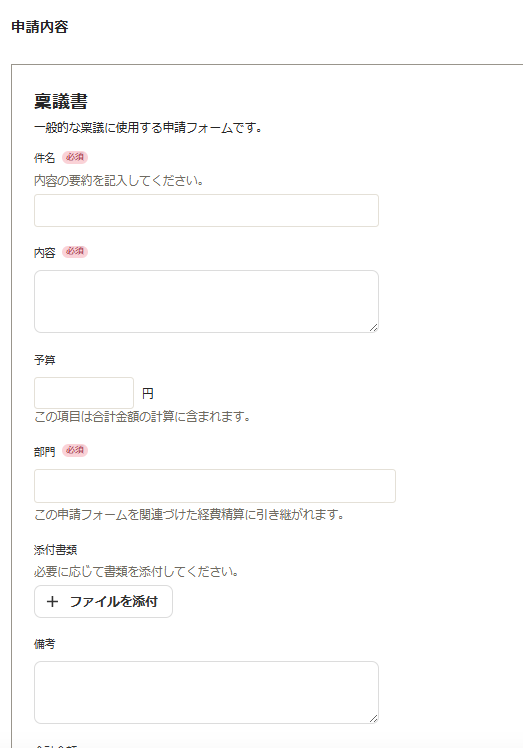 申請内容
稟議書
一般的な稟議に使用する申請フォームです。
件名 必須
内容の要約を記入してください。
内容 必須
予算
円
この項目は合計金額の計算に含まれます。
部門 必須
この申請フォームを関連づけた経費精算に引き継がれます。
添付書類
必要に応じて書類を添付してください。
+ ファイルを添付
備考